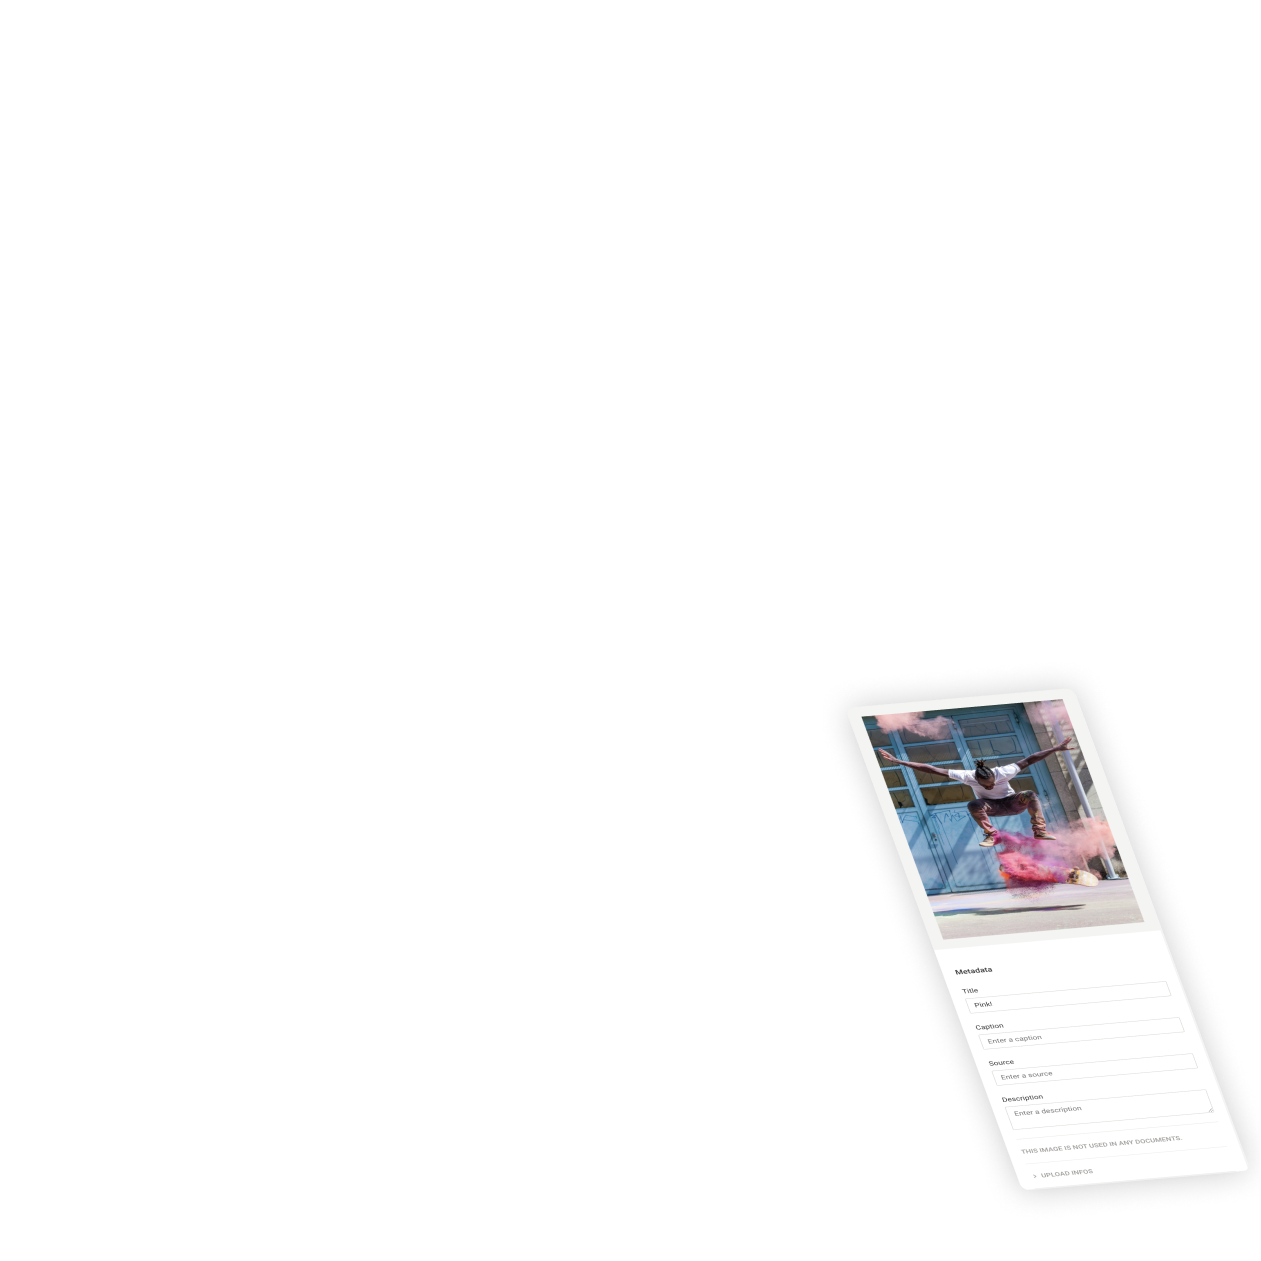 Metadata
Title
Pink!
Caption
Enter a caption
Source
Enter a source
Description
Enter a description
THIS IMAGE IS NOT USED IN ANY DOCUMENTS.
UPLOAD INFOS